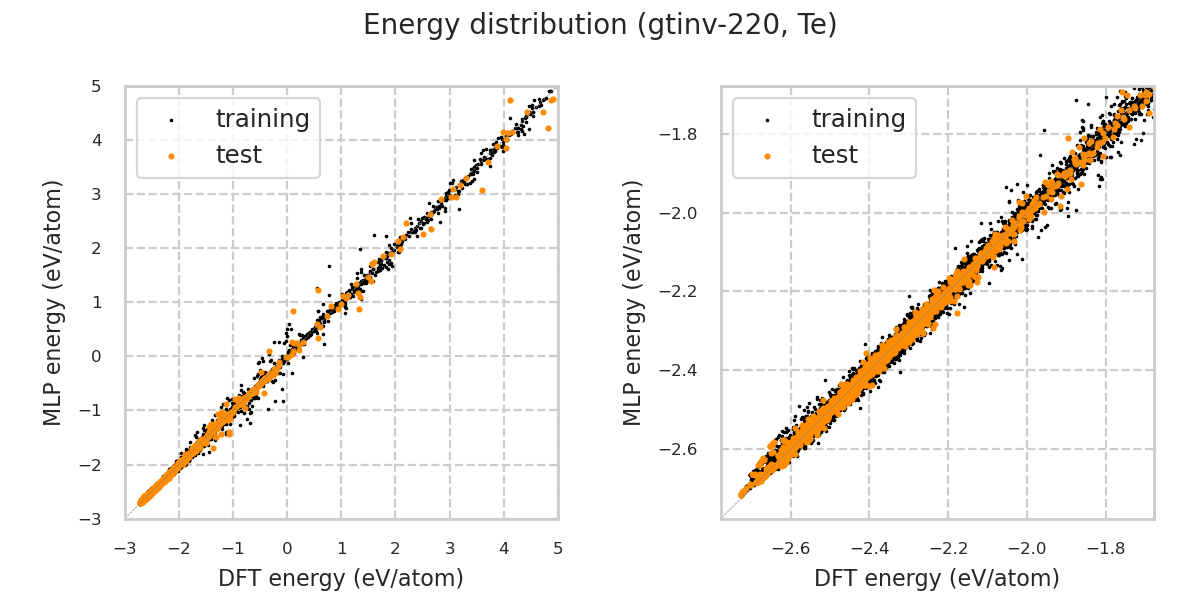 Energy distribution (gtinv-220, Te)
training
test
MLP energy (eV/atom)
5
4
3
2
1
0
−1
−2
−3
−3 −2 −1 0 1 2 3 4 5
DFT energy (eV/atom)
training
test
MLP energy (eV/atom)
−1.8
−2.0
−2.2
−2.4
−2.6
−2.6 −2.4 −2.2 −2.0 −1.8
DFT energy (eV/atom)